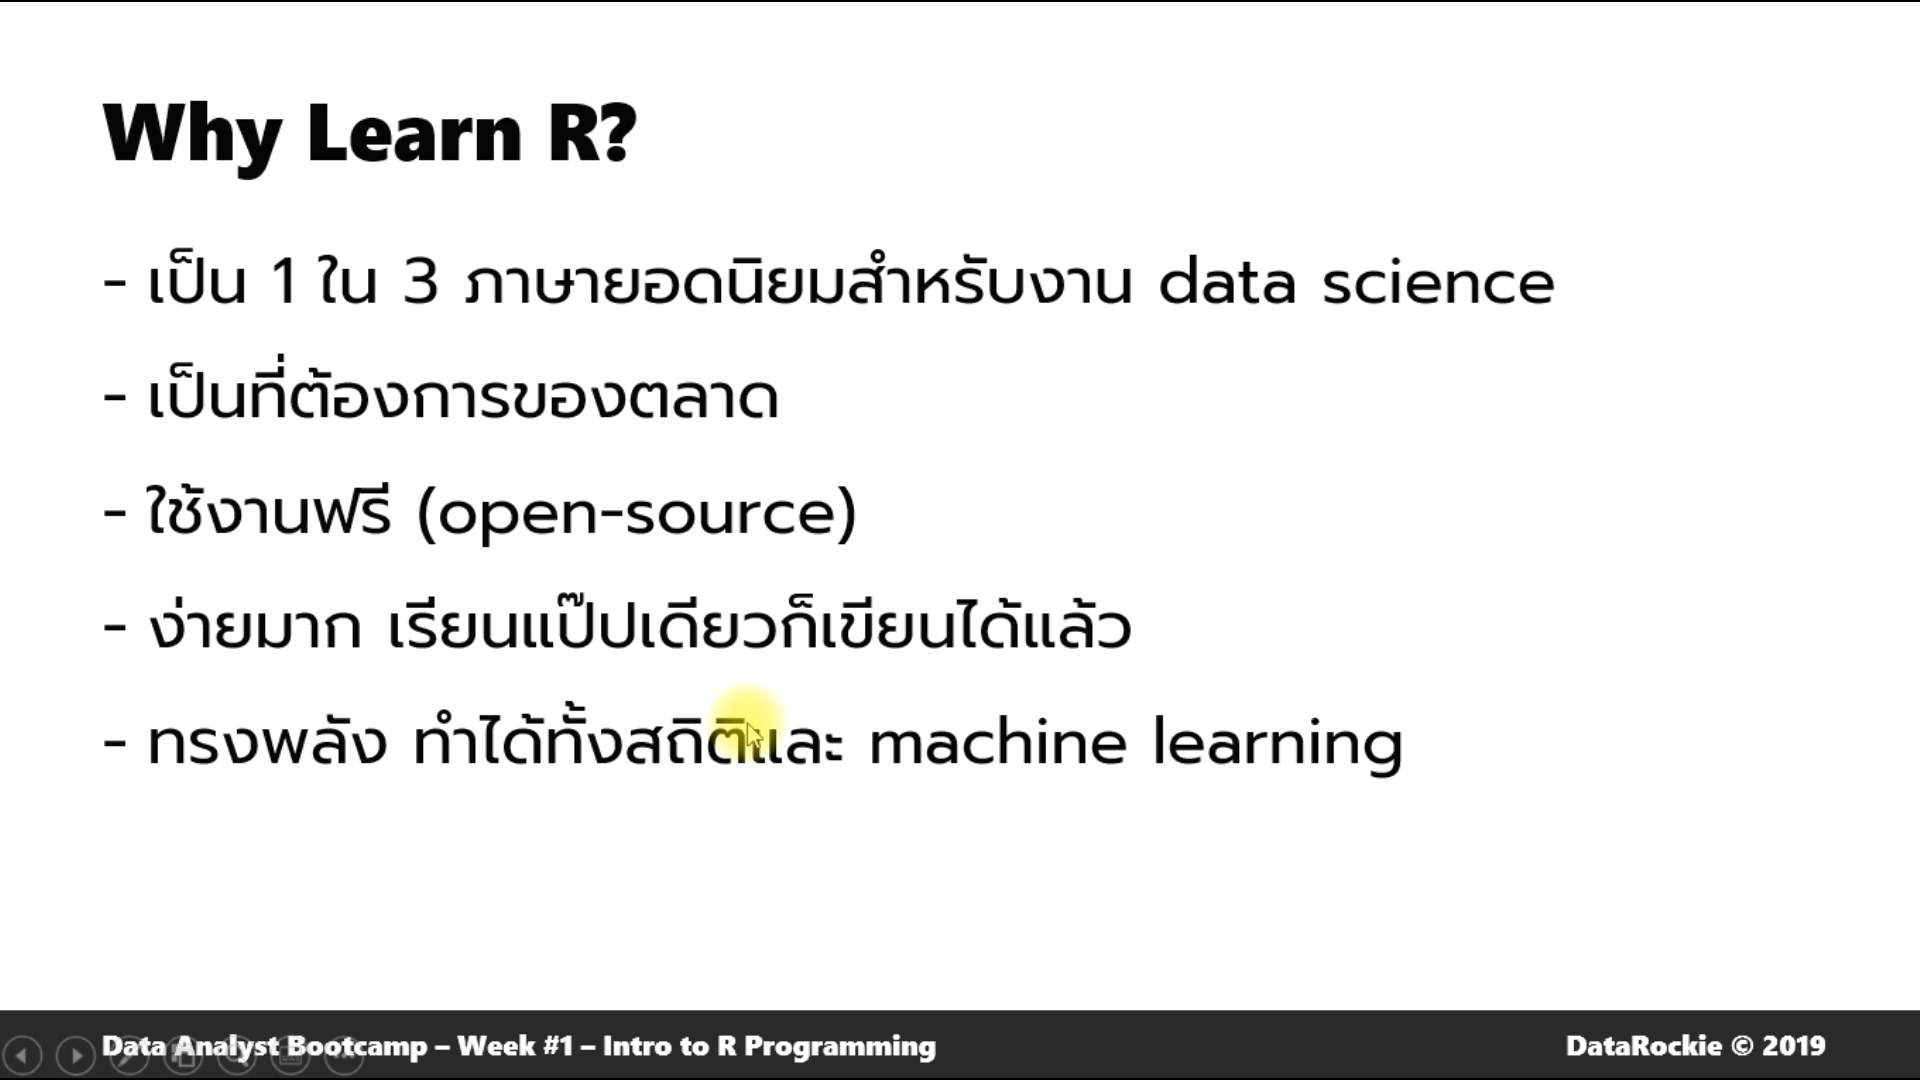 Why Learn R?
- เป็น 1 ใน 3 ภาษายอดนิยมสำหรับงาน data science
- เป็นที่ต้องการของตลาด
- ใช้งานฟรี (open-source)
- ง่ายมาก เรียนแป๊ปเดียวก็เขียนได้แล้ว
- ทรงพลัง ทำได้ทั้งสถิติและ machine learning
Data Analyst Bootcamp – Week #1 – Intro to R Programming
DataRockie © 2019